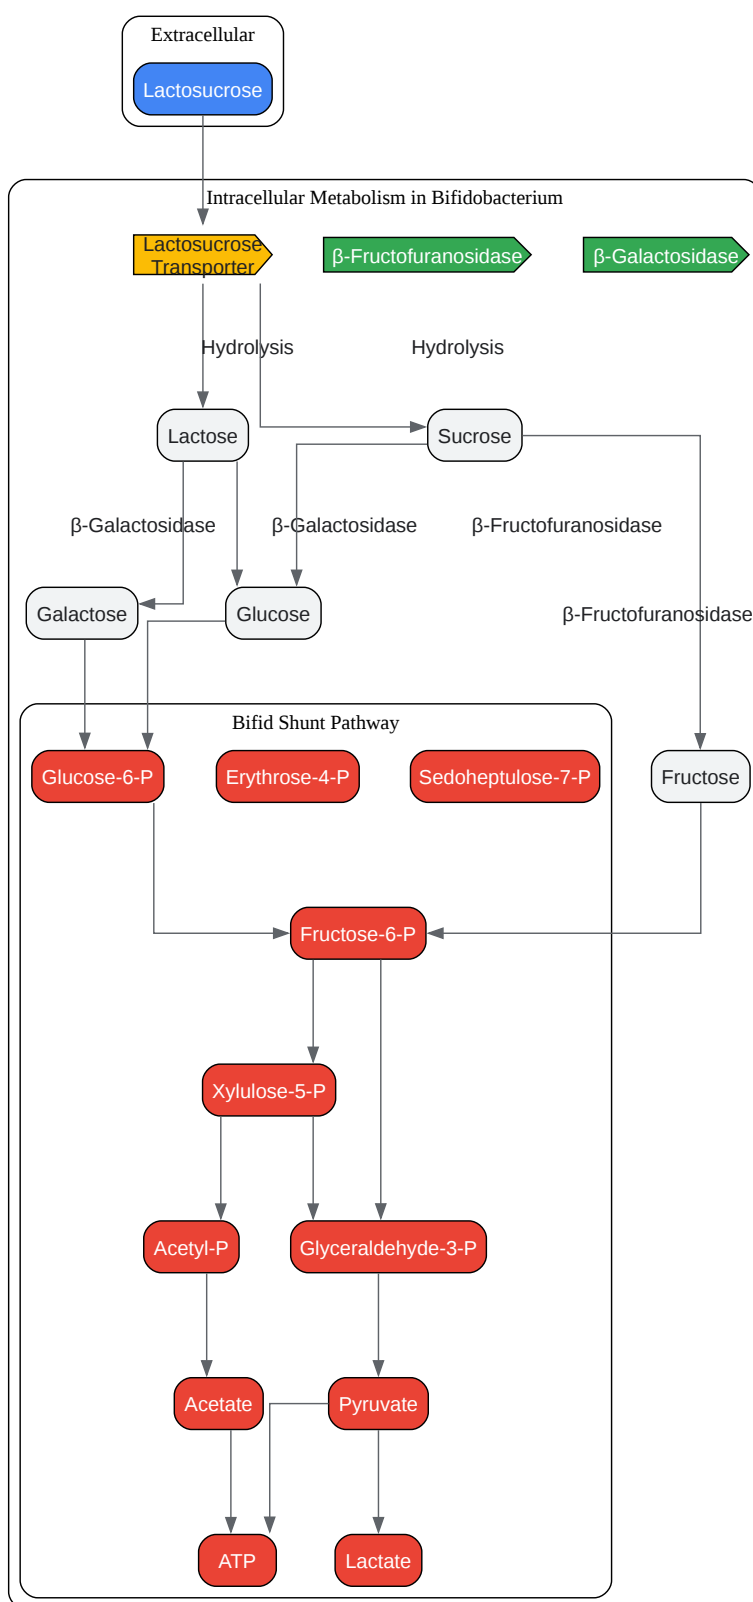 Extracellular
Lactosucrose
Intracellular Metabolism in Bifidobacterium
Lactosucrose
Transporter
β-Fructofuranosidase
β-Galactosidase
Hydrolysis
Hydrolysis
Lactose
Sucrose
β-Galactosidase
β-Galactosidase
β-Fructofuranosidase
Galactose
Glucose
β-Fructofuranosidase
Bifid Shunt Pathway
Glucose-6-P
Erythrose-4-P
Sedoheptulose-7-P
Fructose
Fructose-6-P
Xylulose-5-P
Acetyl-P
Glyceraldehyde-3-P
Acetate
Pyruvate
ATP
Lactate